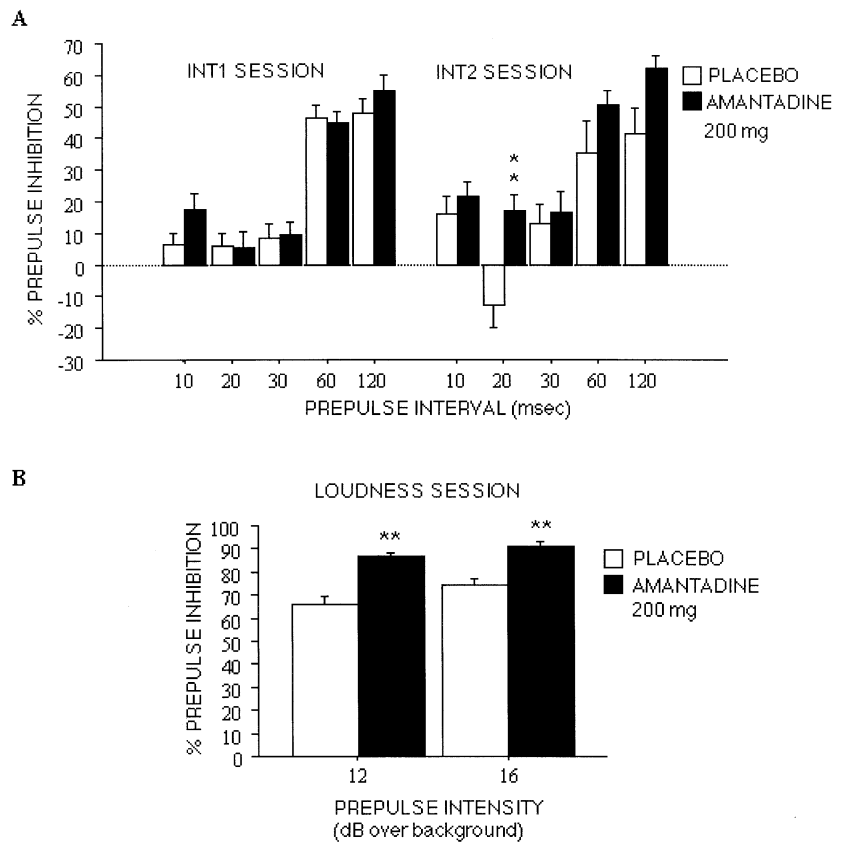 A
INT1 SESSION
INT2 SESSION
PLACEBO
AMANTADINE
200 mg
% PREPULSE INHIBITION
70
60
50
40
30
20
10
0
-10
-20
-30
*
*
10 20 30 60 120 10 20 30 60 120
PREPULSE INTERVAL (msec)
B
LOUDNESS SESSION
% PREPULSE INHIBITION
100
90
80
70
60
50
40
30
20
10
0
** **
PLACEBO
AMANTADINE
200 mg
12 16
PREPULSE INTENSITY
(dB over background)